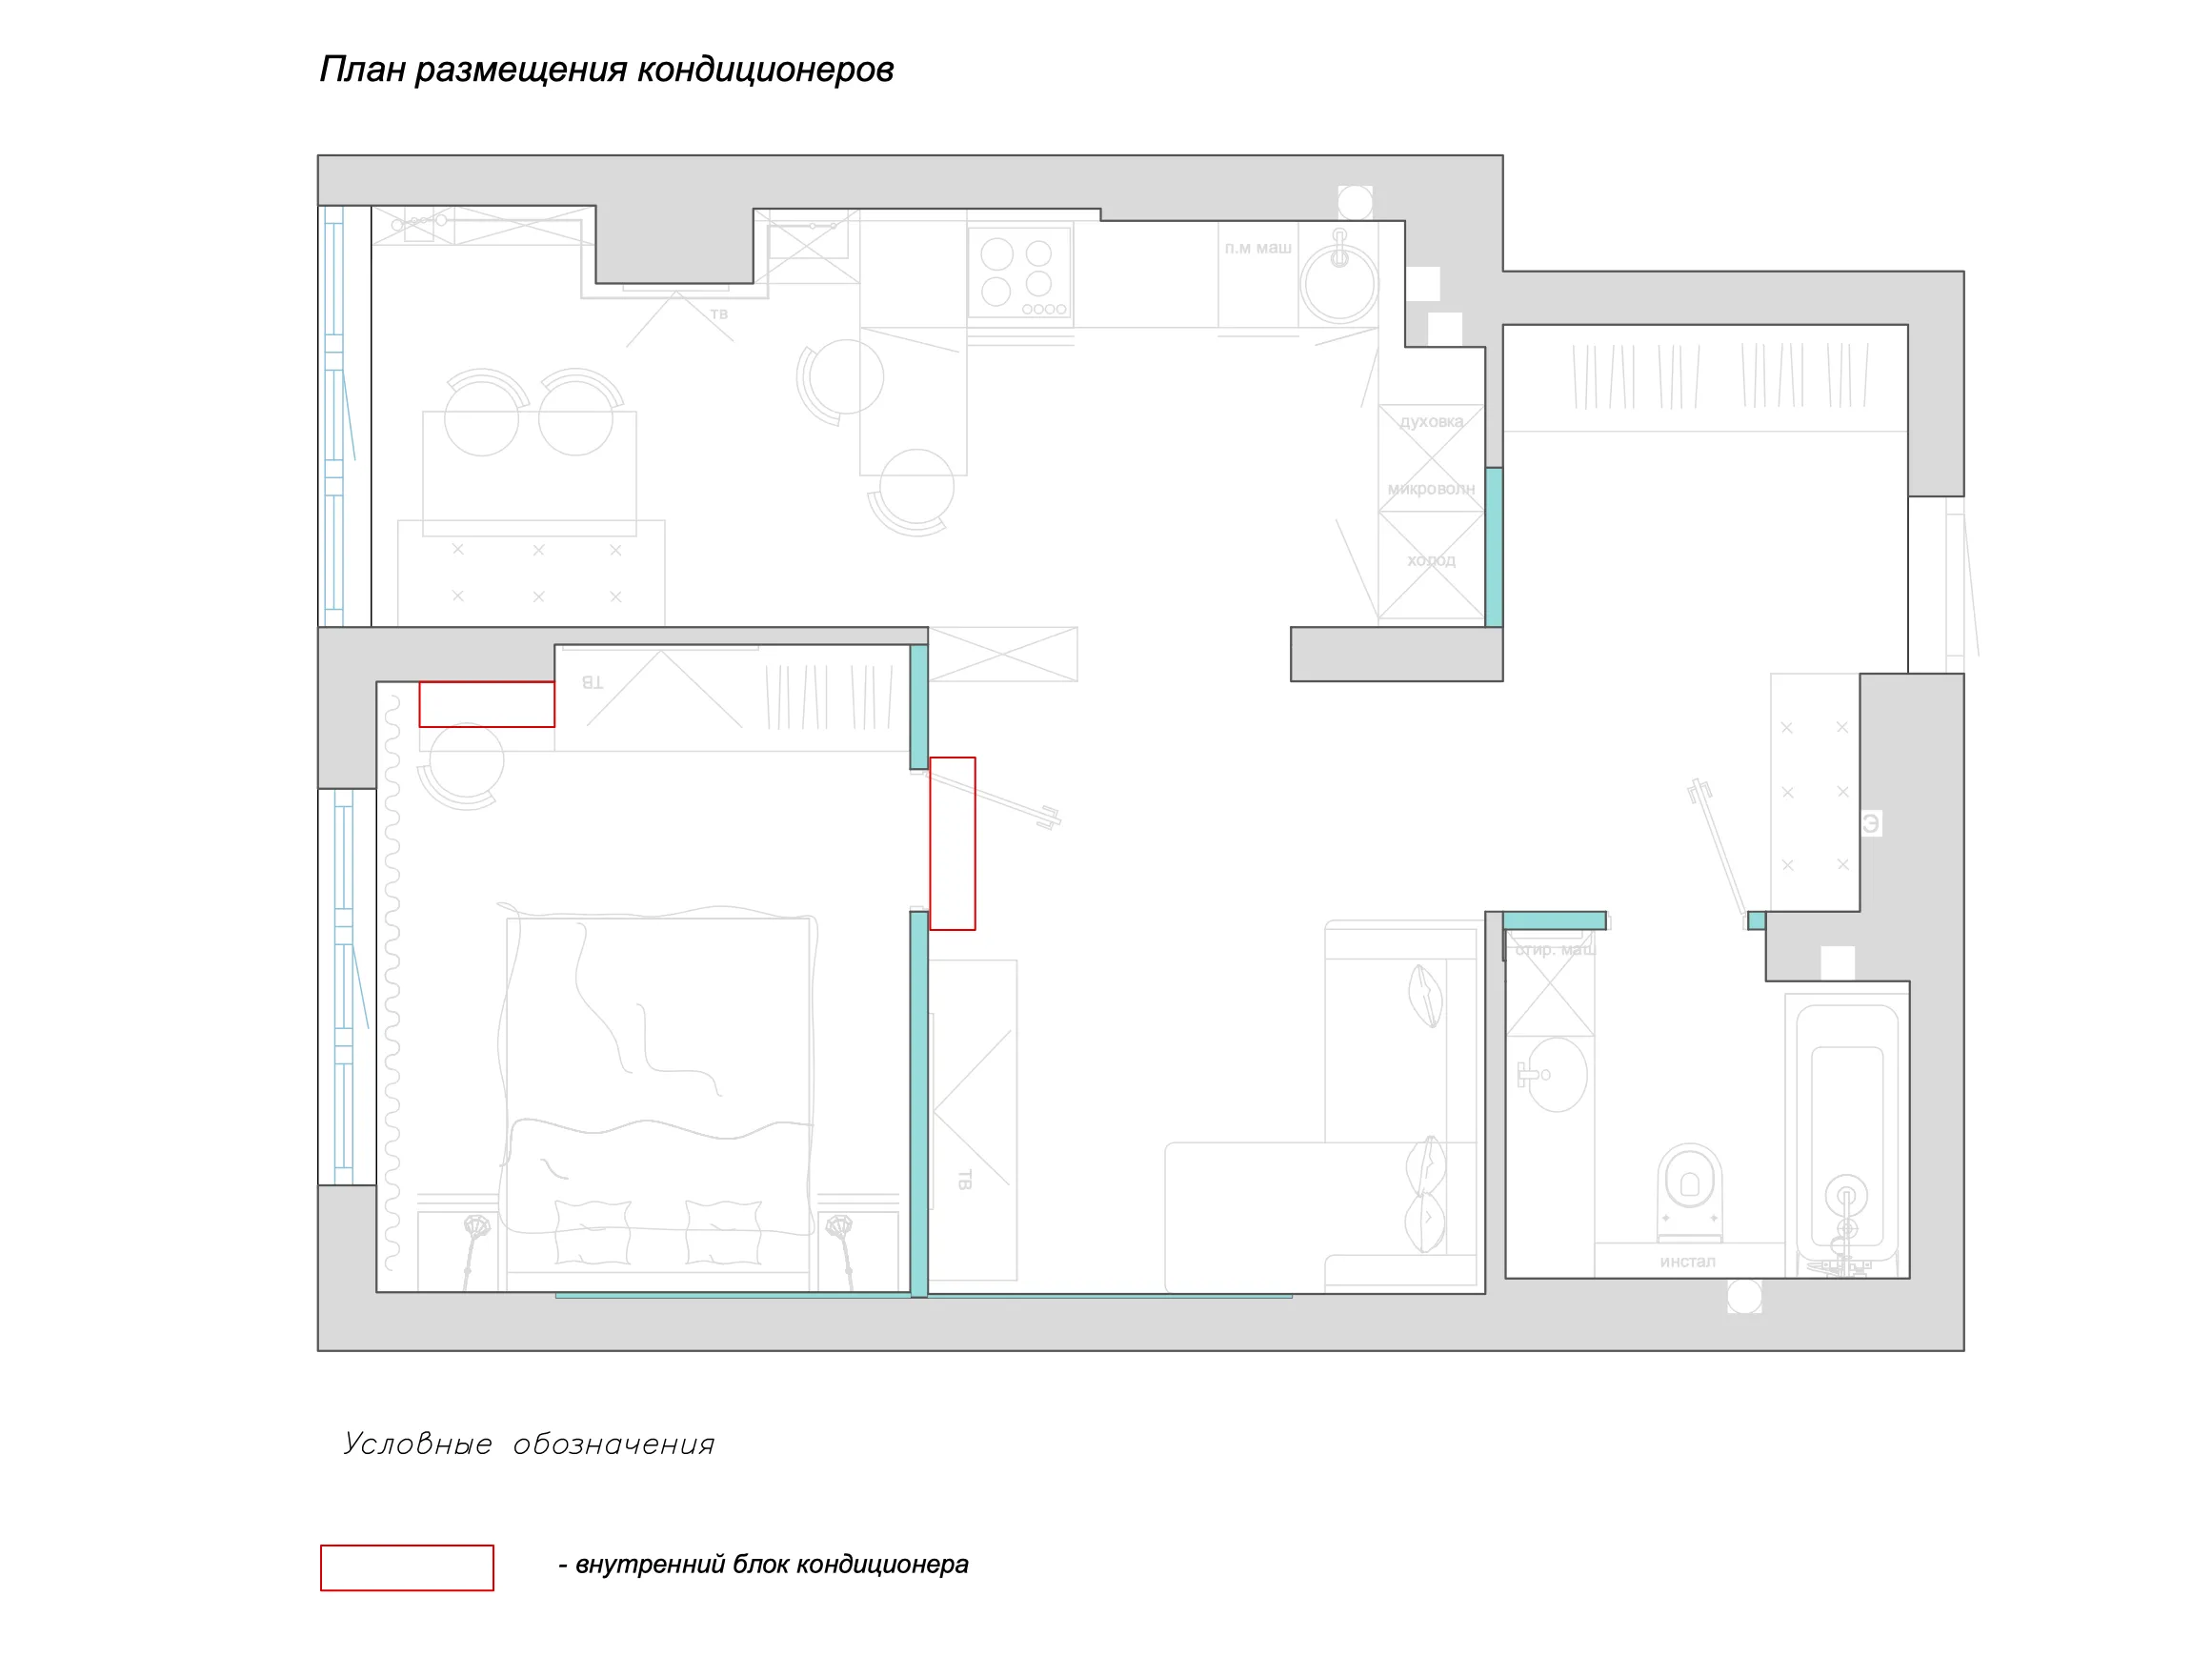 План размещения кондиционеров
п.м маш
тв
духовка
микроволн
холод
тв
Э
стир. маш
тв
инстал
Условные обозначения
- внутренний блок кондиционера